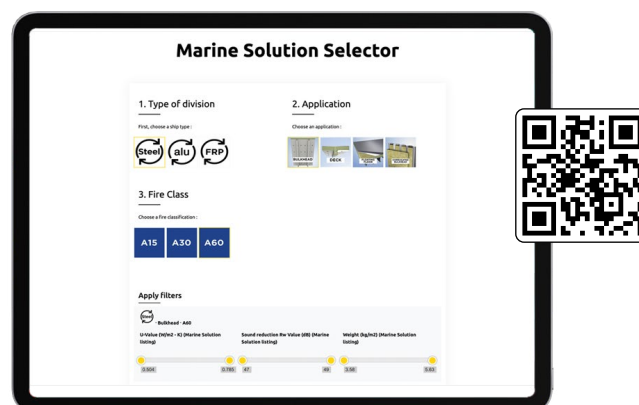 Marine Solution Selector
1. Type of division
2. Application
First, choose a ship type :
Choose an application :
Steel
alu
FRP
BULKHEAD
DECK
3. Fire Class
Choose a fire classification :
A15
A30
A60
Apply filters
Steel
- Bulkhead - A60
U-Value (W/m2 - K) (Marine Solution
listing)
Sound reduction Rw Value (dB) (Marine
Solution listing)
Weight (kg/m2) (Marine Solution
listing)
0.504
0.785
47
49
3.58
5.63